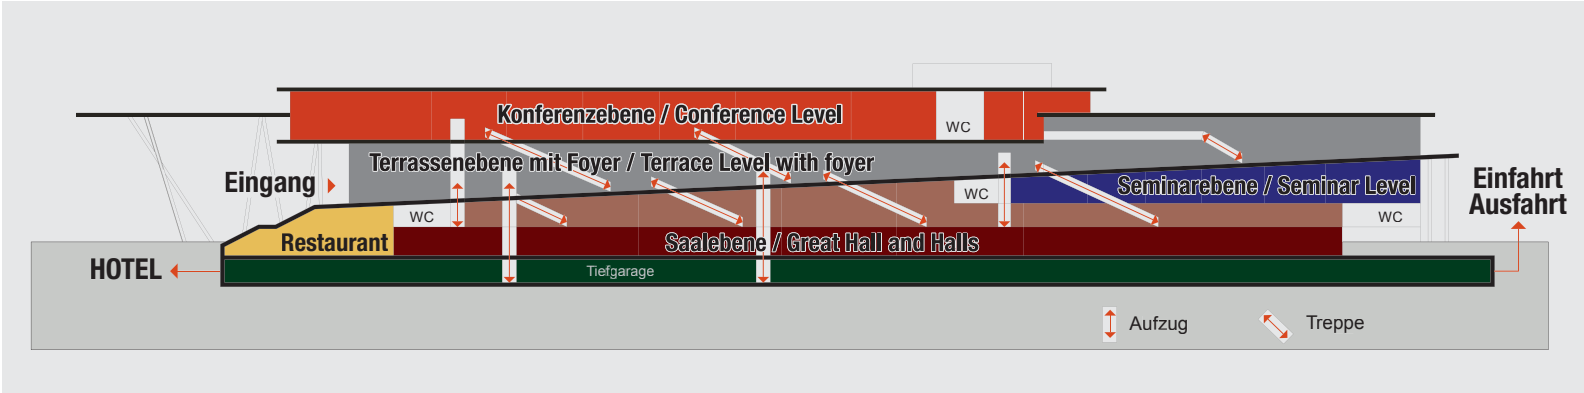 Konferenzebene / Conference Level
WC
Terrassenebene mit Foyer / Terrace Level with foyer
Eingang
WC
Seminarebene / Seminar Level
Einfahrt
Ausfahrt
WC
WC
Restaurant
Saalebene / Great Hall and Halls
HOTEL
Tiefgarage
Aufzug
Treppe